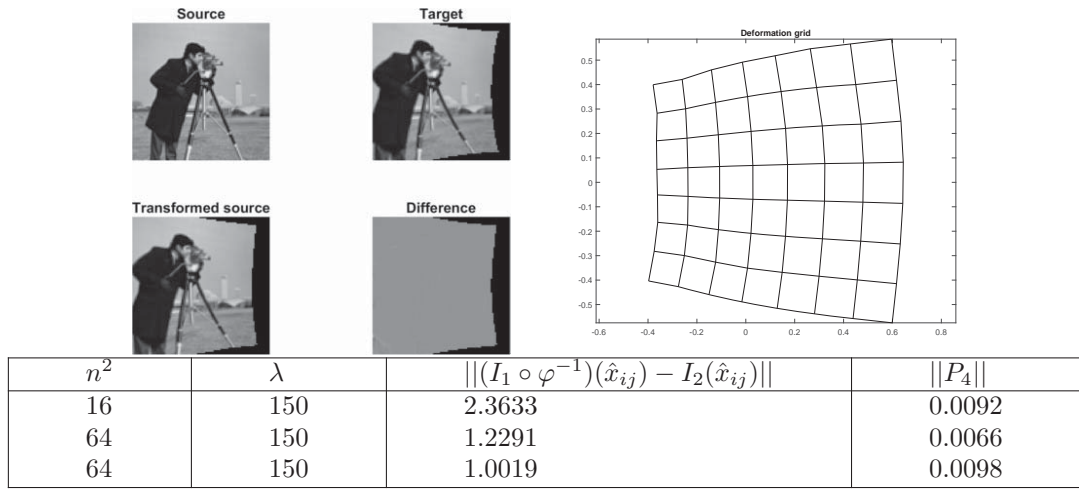 Source
Target
Deformation grid
0.5
0.4
0.3
0.2
0.1
0
-0.1
-0.2
-0.3
-0.4
-0.5
-0.6 -0.4 -0.2 0 0.2 0.4 0.6 0.8
Transformed source
Difference
n² λ ||(I₁ ∘ φ⁻¹)(x̂ᵢⱼ) − I₂(x̂ᵢⱼ)|| ||P₄||
16 150 2.3633 0.0092
64 150 1.2291 0.0066
64 150 1.0019 0.0098